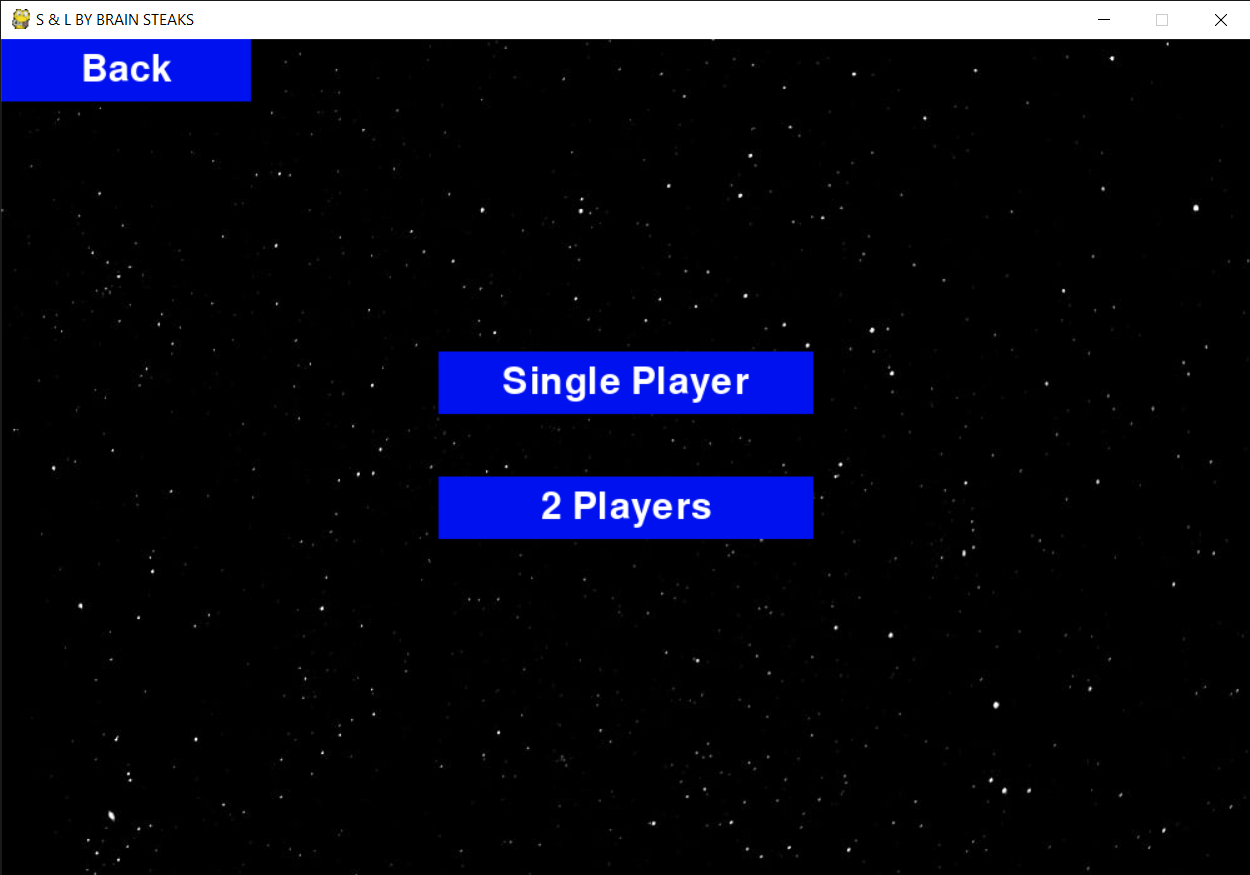 S & L BY BRAIN STEAKS
Back
Single Player
2 Players